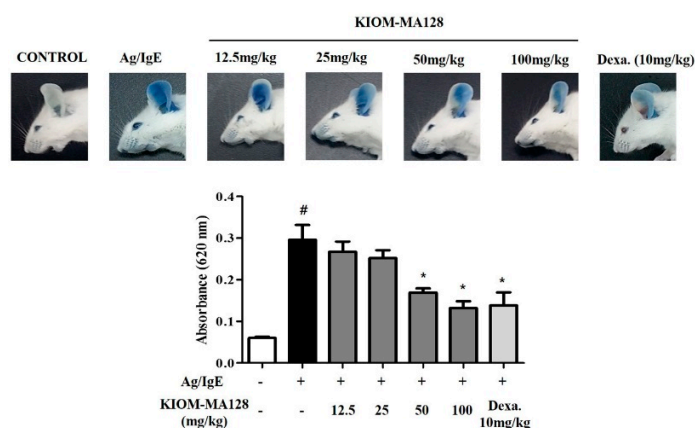 KIOM-MA128
CONTROL Ag/IgE 12.5mg/kg 25mg/kg 50mg/kg 100mg/kg Dexa. (10mg/kg)
Absorbance (620 nm)
0.4
0.3
0.2
0.1
0.0
#
* * *
Ag/IgE - + + + + + +
KIOM-MA128 - - 12.5 25 50 100 Dexa.
(mg/kg) 10mg/kg